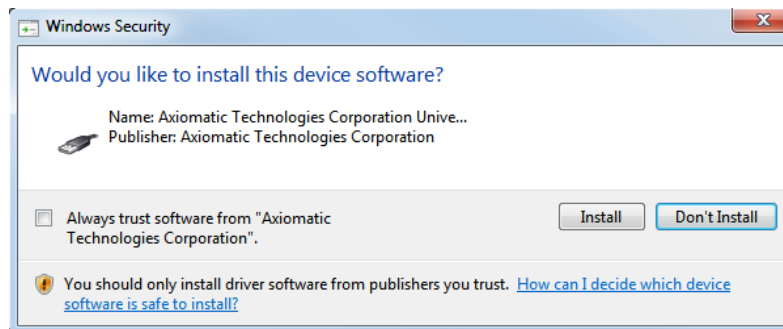 Windows Security
Would you like to install this device software?
Name: Axiomatic Technologies Corporation Unive...
Publisher: Axiomatic Technologies Corporation
Always trust software from "Axiomatic
Technologies Corporation".
Install
Don't Install
You should only install driver software from publishers you trust. How can I decide which device
software is safe to install?